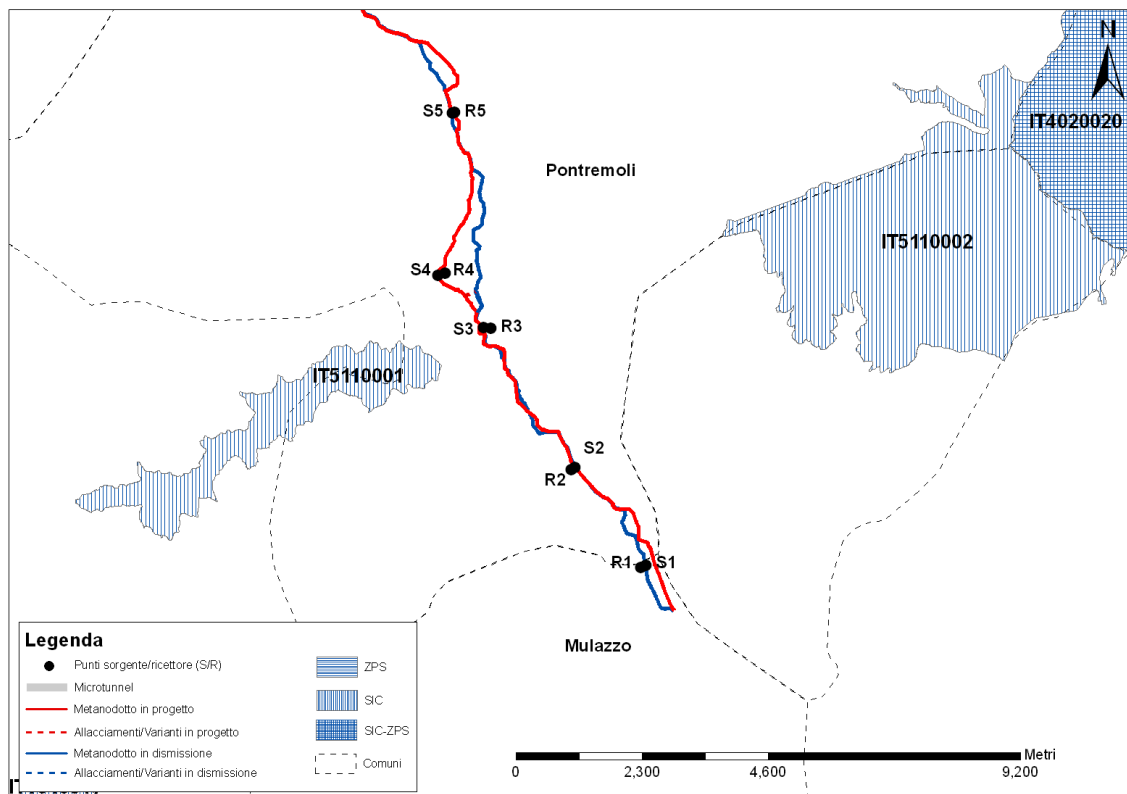 N
S5 R5
IT4020020
Pontremoli
IT5110002
S4 R4
S3 R3
IT5110001
S2
R2
R1 S1
Mulazzo
Legenda
Punti sorgente/ricettore (S/R)
Microtunnel
Metanodotto in progetto
Allacciamenti/Varianti in progetto
Metanodotto in dismissione
Allacciamenti/Varianti in dismissione
ZPS
SIC
SIC-ZPS
Comuni
Metri
0 2,300 4,600 9,200